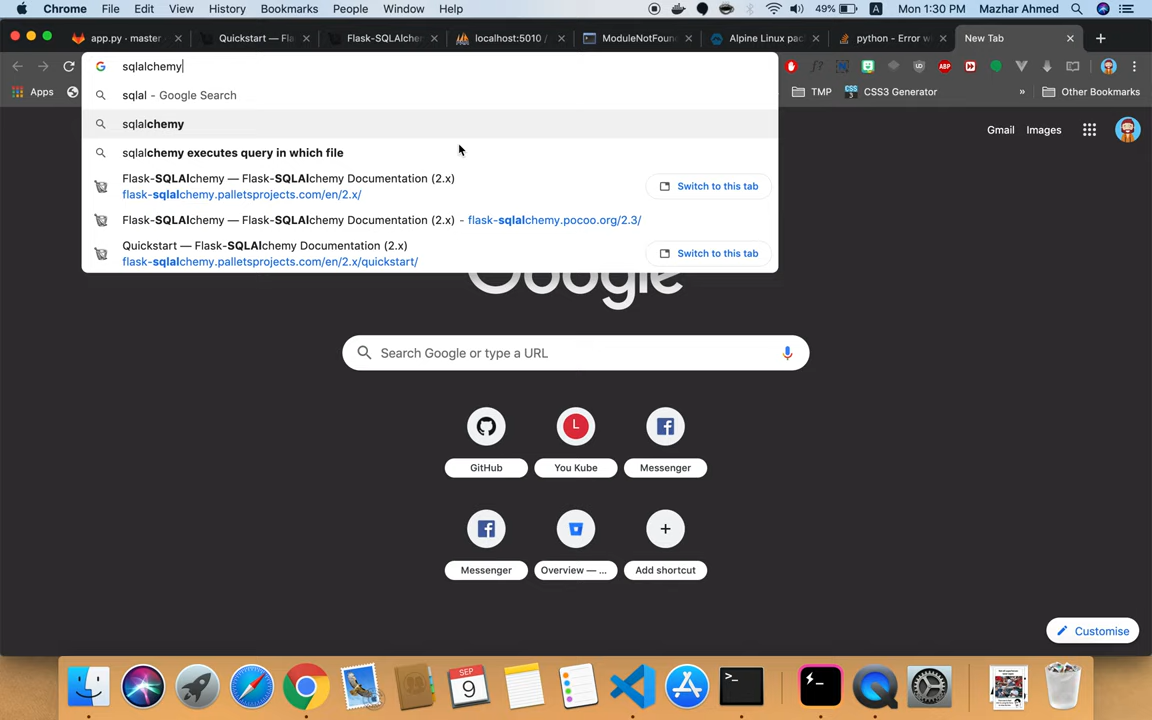 Chrome File Edit View History Bookmarks People Window Help 49% A Mon 1:30 PM Mazhar Ahmed
app.py · master Quickstart — Fla Flask-SQLAlche localhost:5010 / ModuleNotFoun Alpine Linux pac python - Error w New Tab
sqlalchemy
Apps TMP CSS3 Generator » Other Bookmarks
sqlal - Google Search
sqlalchemy
sqlalchemy executes query in which file
Flask-SQLAlchemy — Flask-SQLAlchemy Documentation (2.x)
flask-sqlalchemy.palletsprojects.com/en/2.x/
Switch to this tab
Flask-SQLAlchemy — Flask-SQLAlchemy Documentation (2.x) - flask-sqlalchemy.pocoo.org/2.3/
Quickstart — Flask-SQLAlchemy Documentation (2.x)
flask-sqlalchemy.palletsprojects.com/en/2.x/quickstart/
Switch to this tab
Gmail Images
Google
Search Google or type a URL
GitHub You Kube Messenger
Messenger Overview — ... Add shortcut
Customise
SEP
9